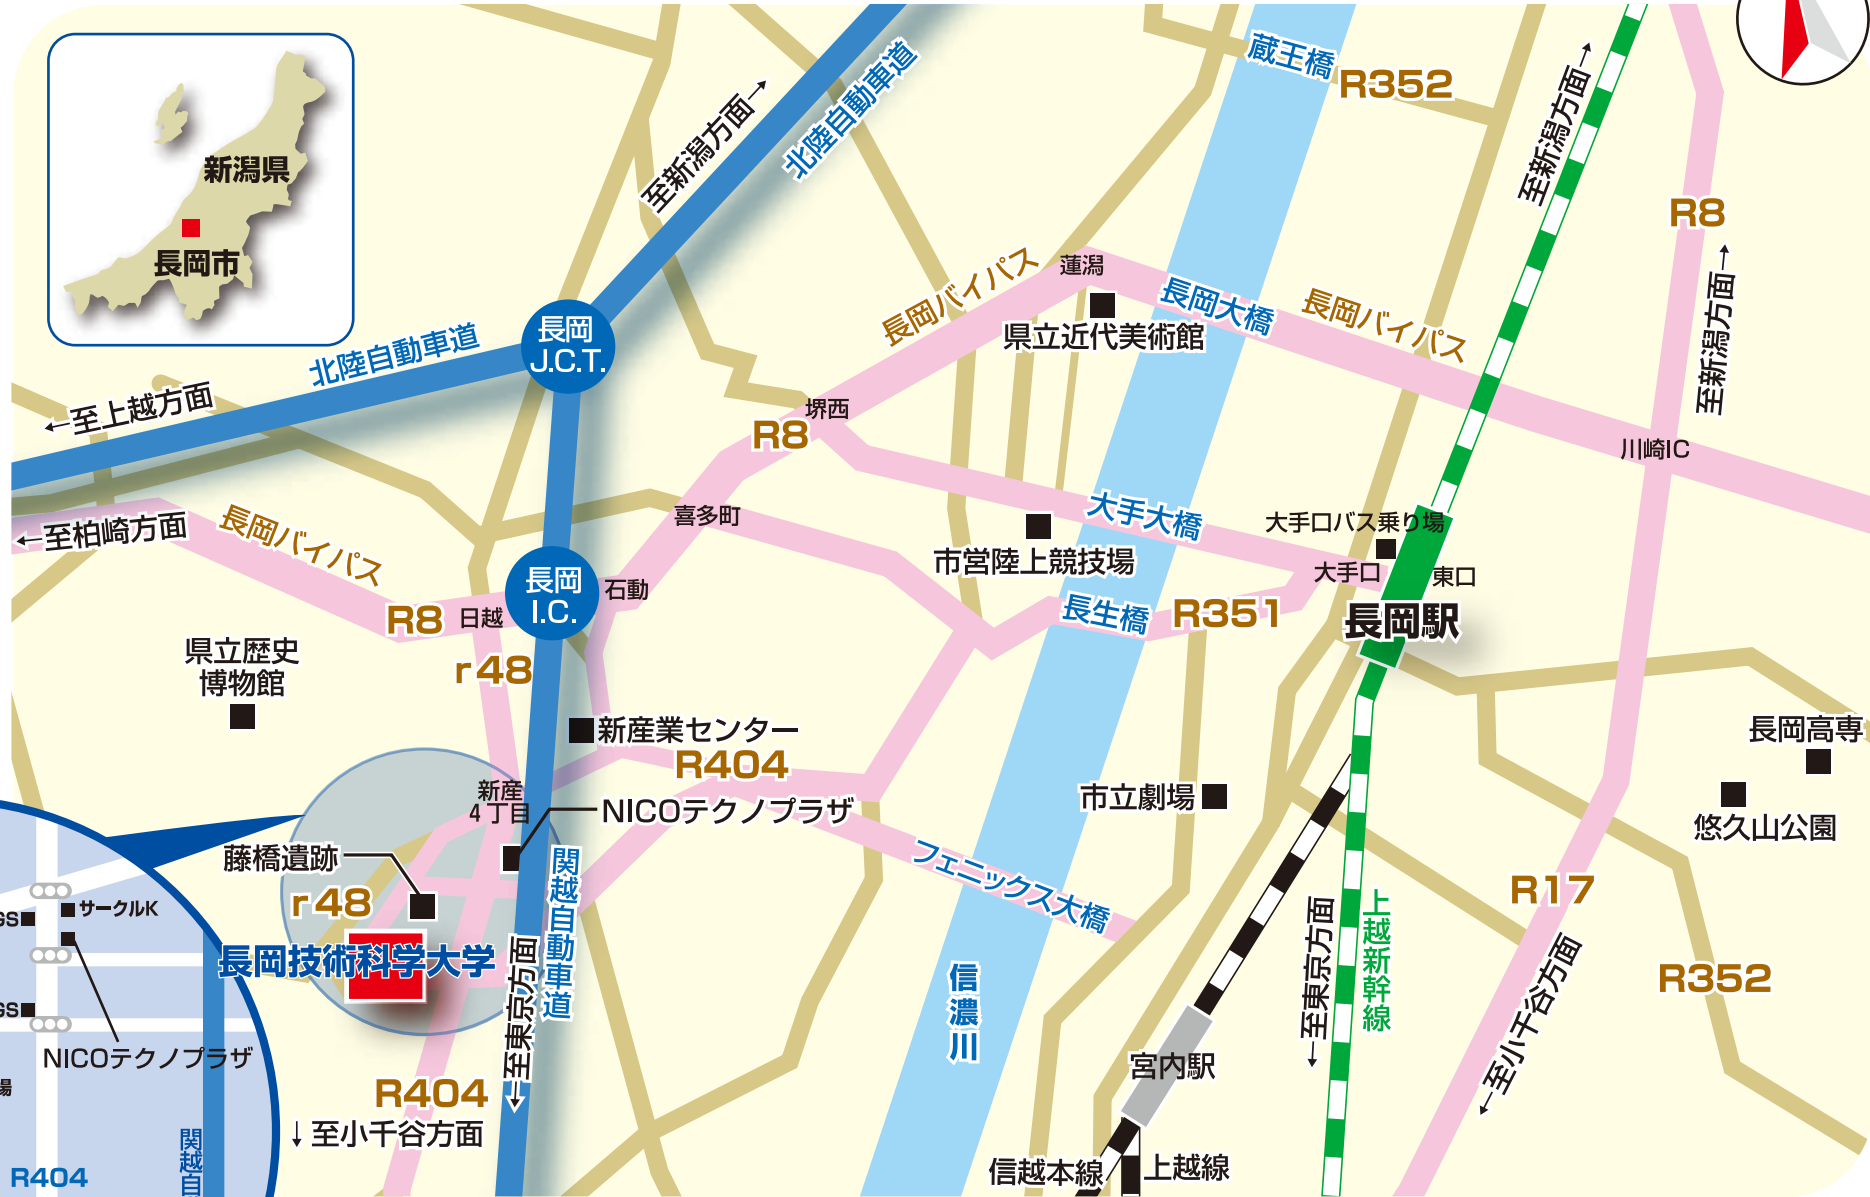 新潟県
長岡市
北陸自動車道
←至上越方面
至新潟方面→
北陸自動車道
長岡
J.C.T.
蔵王橋
R352
至新潟方面→
R8
至新潟方面→
長岡バイパス
蓮潟
県立近代美術館
長岡大橋
長岡バイパス
堺西
R8
川崎IC
←至柏崎方面
長岡バイパス
喜多町
大手大橋
大手口バス乗り場
市営陸上競技場
大手口
東口
長岡駅
長岡
I.C.
石動
R8
日越
長生橋
R351
r48
県立歴史
博物館
新産業センター
R404
新産
4丁目
NICOテクノプラザ
市立劇場
長岡高専
悠久山公園
藤橋遺跡
r48
長岡技術科学大学
関越自動車道
←至東京方面
フェニックス大橋
信濃川
←至東京方面
上越新幹線
R17
←至小千谷方面
R352
宮内駅
信越本線
上越線
R404
↓至小千谷方面
サークルK
GS
GS
NICOテクノプラザ
場
関越自
R404